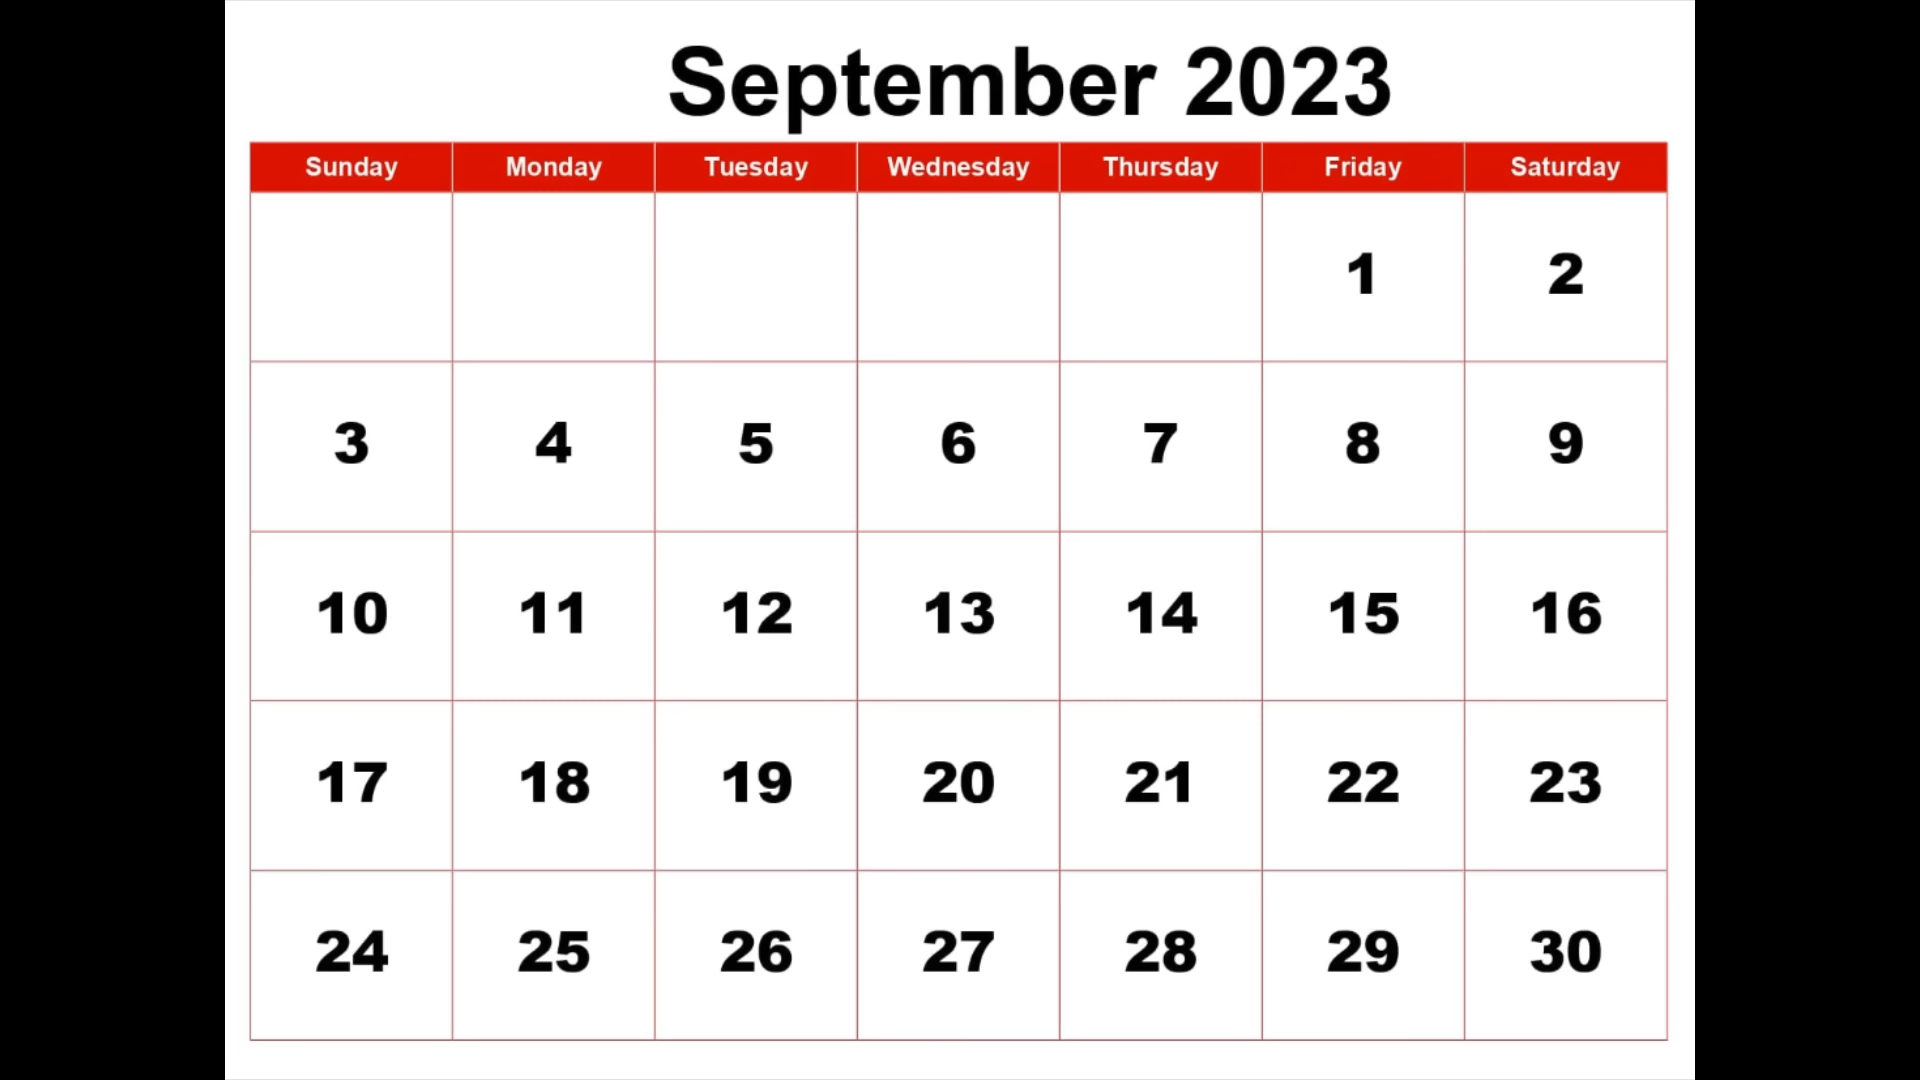 September 2023
Sunday Monday Tuesday Wednesday Thursday Friday Saturday
1 2
3 4 5 6 7 8 9
10 11 12 13 14 15 16
17 18 19 20 21 22 23
24 25 26 27 28 29 30